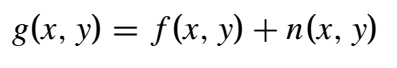 g(x, y) = f(x, y) + n(x, y)